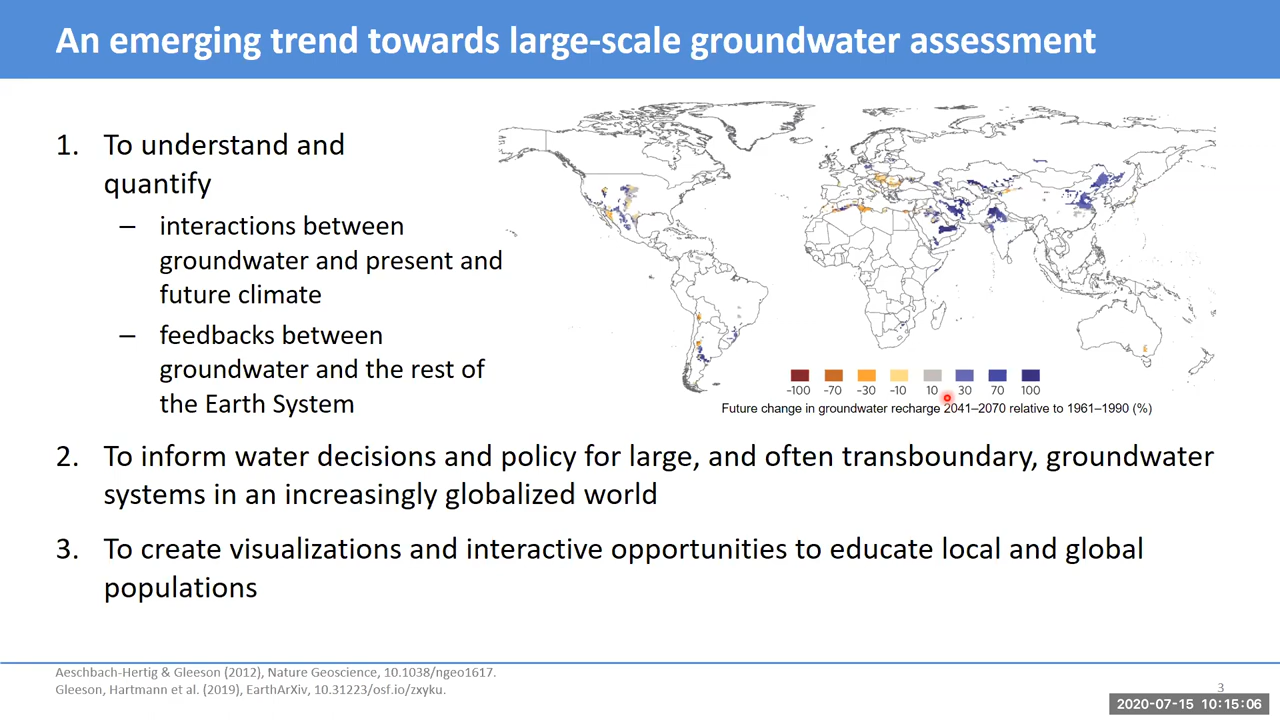 An emerging trend towards large-scale groundwater assessment
1. To understand and
quantify
– interactions between
groundwater and present and
future climate
– feedbacks between
groundwater and the rest of
the Earth System
-100 -70 -30 -10 10 30 70 100
Future change in groundwater recharge 2041–2070 relative to 1961–1990 (%)
2. To inform water decisions and policy for large, and often transboundary, groundwater
systems in an increasingly globalized world
3. To create visualizations and interactive opportunities to educate local and global
populations
Aeschbach-Hertig & Gleeson (2012), Nature Geoscience, 10.1038/ngeo1617.
Gleeson, Hartmann et al. (2019), EarthArXiv, 10.31223/osf.io/zxyku.
3
2020-07-15 10:15:06